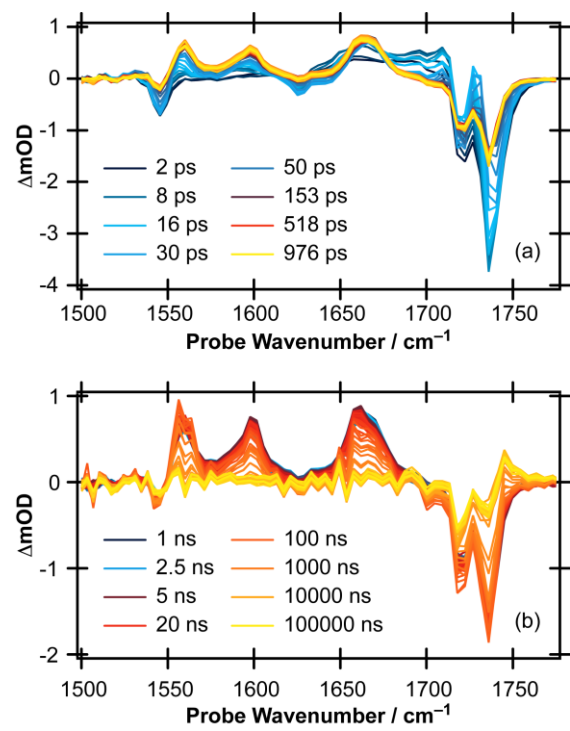 1
0
-1
-2
-3
-4
ΔmOD
2 ps 50 ps
8 ps 153 ps
16 ps 518 ps
30 ps 976 ps
(a)
1500 1550 1600 1650 1700 1750
Probe Wavenumber / cm⁻¹
1
0
-1
-2
ΔmOD
1 ns 100 ns
2.5 ns 1000 ns
5 ns 10000 ns
20 ns 100000 ns
(b)
1500 1550 1600 1650 1700 1750
Probe Wavenumber / cm⁻¹